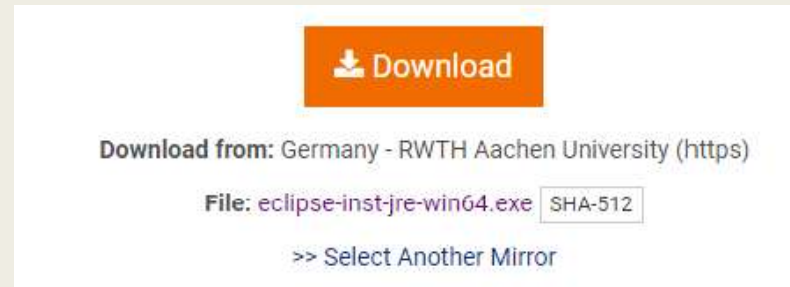 Download
Download from: Germany - RWTH Aachen University (https)
File: eclipse-inst-jre-win64.exe SHA-512
>> Select Another Mirror